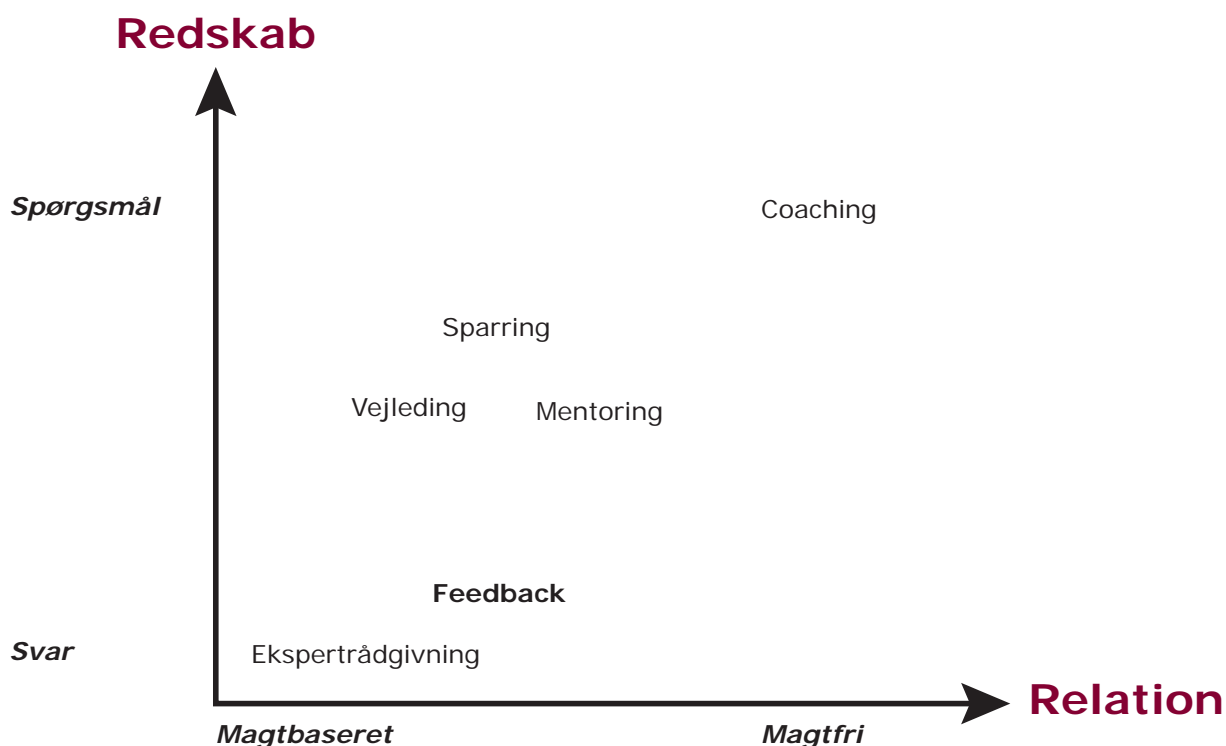 Redskab
Spørgsmål
Coaching
Sparring
Vejleding
Mentoring
Feedback
Svar
Ekspertrådgivning
Relation
Magtbaseret
Magtfri